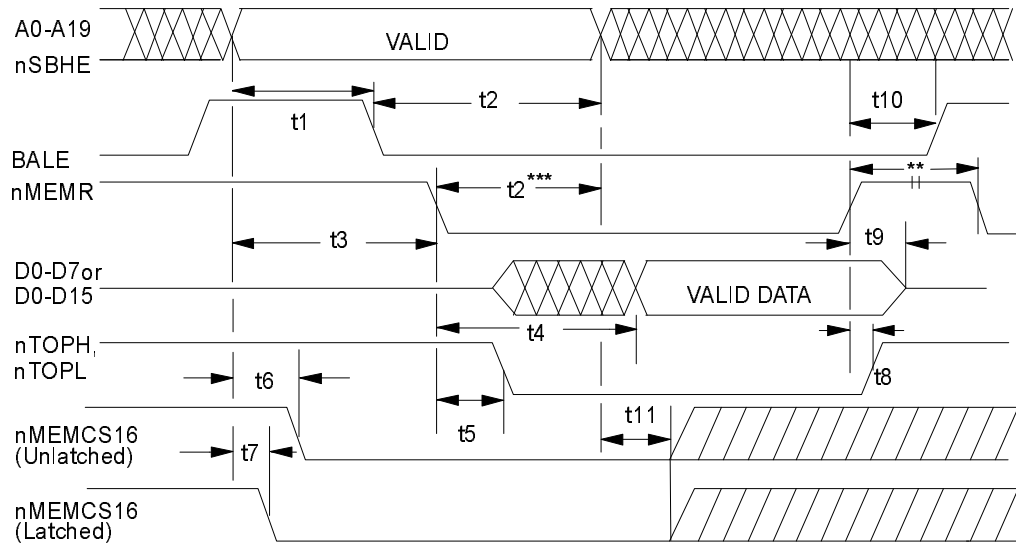 A0-A19
VALID
nSBHE
t2
t10
t1
BALE
**
nMEMR
t2***
t3
t9
D0-D7or
D0-D15
VALID DATA
t4
nTOPH,
nTOPL
t6
t8
t5
t11
nMEMCS16
(Unlatched)
t7
nMEMCS16
(Latched)